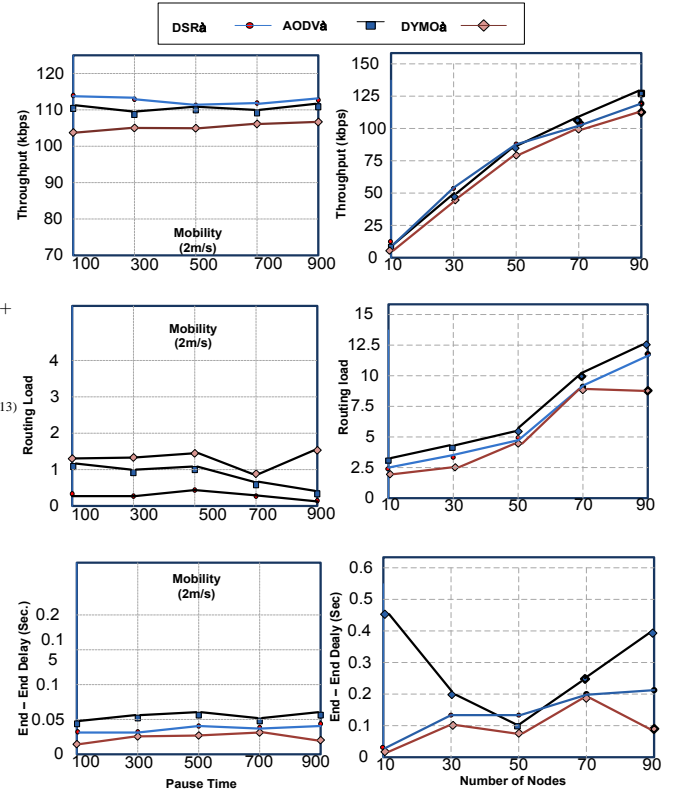 DSRà AODVà DYMOà
Throughput (kbps)
120
110
100
90
80
70
Mobility
(2m/s)
100 300 500 700 900
Throughput (kbps)
150
125
100
75
50
25
0
10 30 50 70 90
+
13)
Routing Load
4
3
2
1
0
Mobility
(2m/s)
100 300 500 700 900
Routing load
15
12.5
10
7.5
5
2.5
0
10 30 50 70 90
End – End Delay (Sec.)
0.2
0.1
5
0.1
0.05
0
Mobility
(2m/s)
100 300 500 700 900
Pause Time
End – End Dealy (Sec)
0.6
0.5
0.4
0.3
0.2
0.1
0
10 30 50 70 90
Number of Nodes